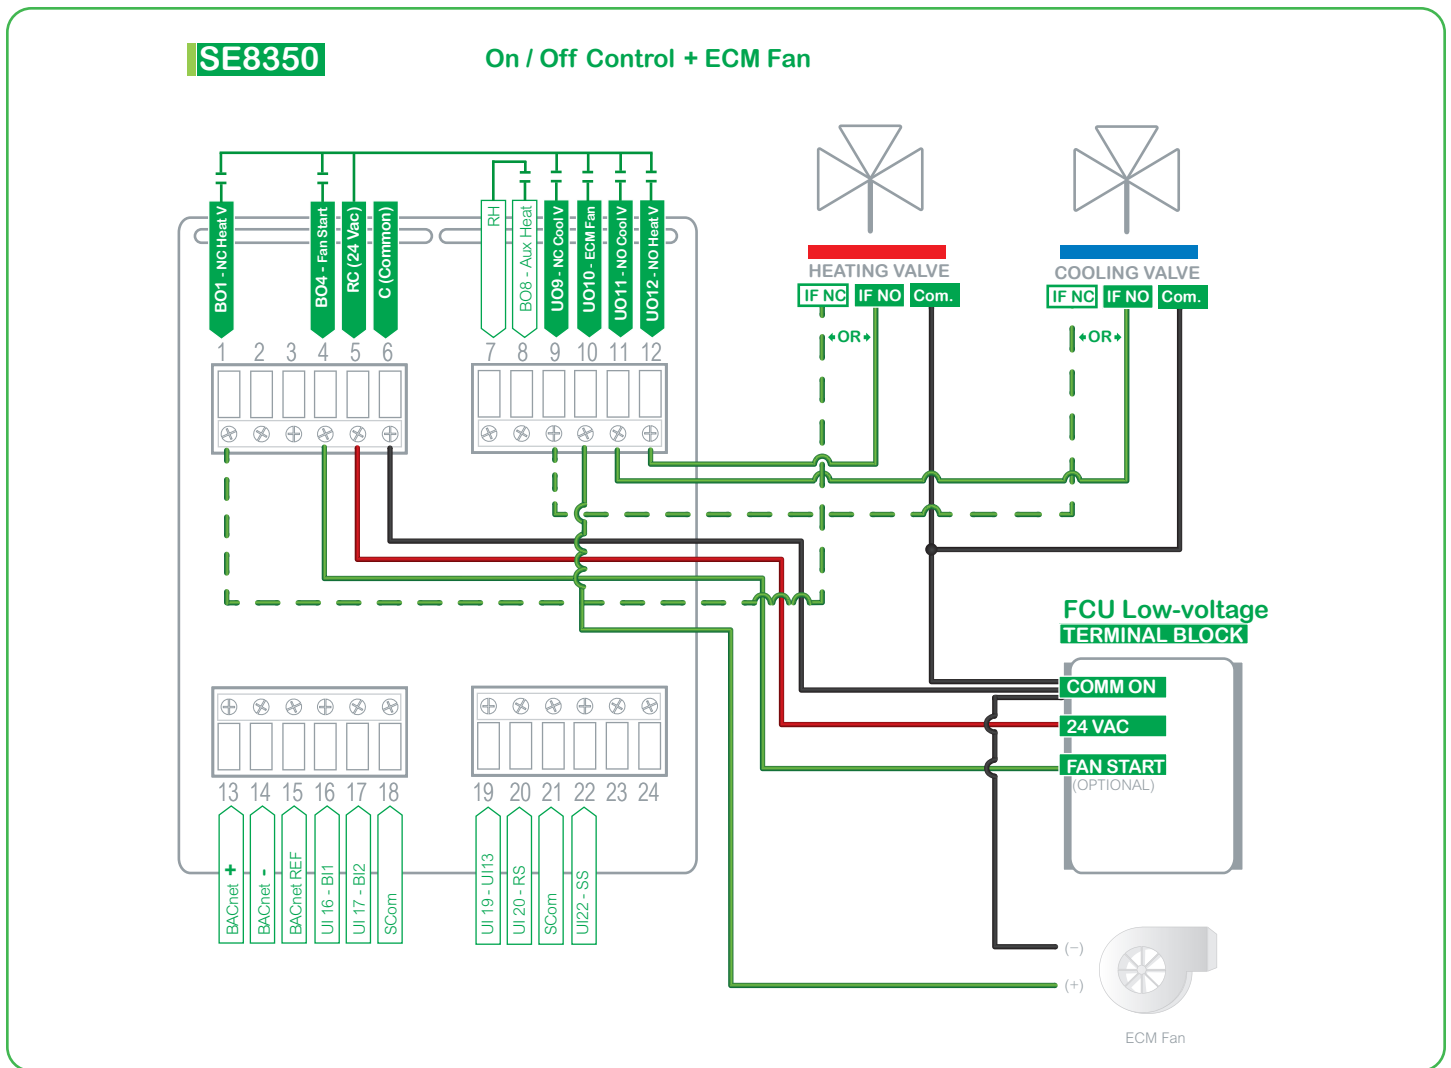 SE8350
On / Off Control + ECM Fan
BO1 - NC Heat V
BO4 - Fan Start
RC (24 Vac)
C (Common)
RH
BO8 - Aux Heat
UO9 - NC Cool V
UO10 - ECM Fan
UO11 - NO Cool V
UO12 - NO Heat V
1 2 3 4 5 6
7 8 9 10 11 12
HEATING VALVE
IF NC IF NO Com.
OR
COOLING VALVE
IF NC IF NO Com.
OR
FCU Low-voltage
TERMINAL BLOCK
COMM ON
24 VAC
FAN START
(OPTIONAL)
13 14 15 16 17 18
19 20 21 22 23 24
BACnet +
BACnet -
BACnet REF
UI 16 - BI1
UI 17 - BI2
SCom
UI 19 - UI13
UI 20 - RS
SCom
UI22 - SS
(−)
(+)
ECM Fan